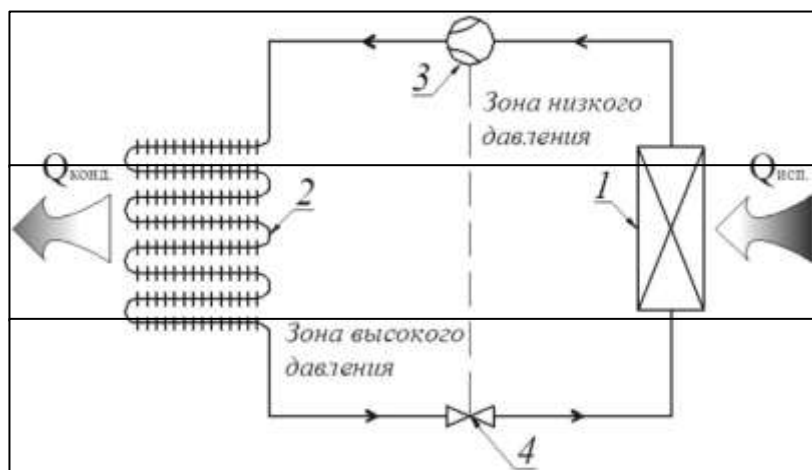 3
Зона низкого
давления
Qконд.
2
1
Qисп.
Зона высокого
давления
4